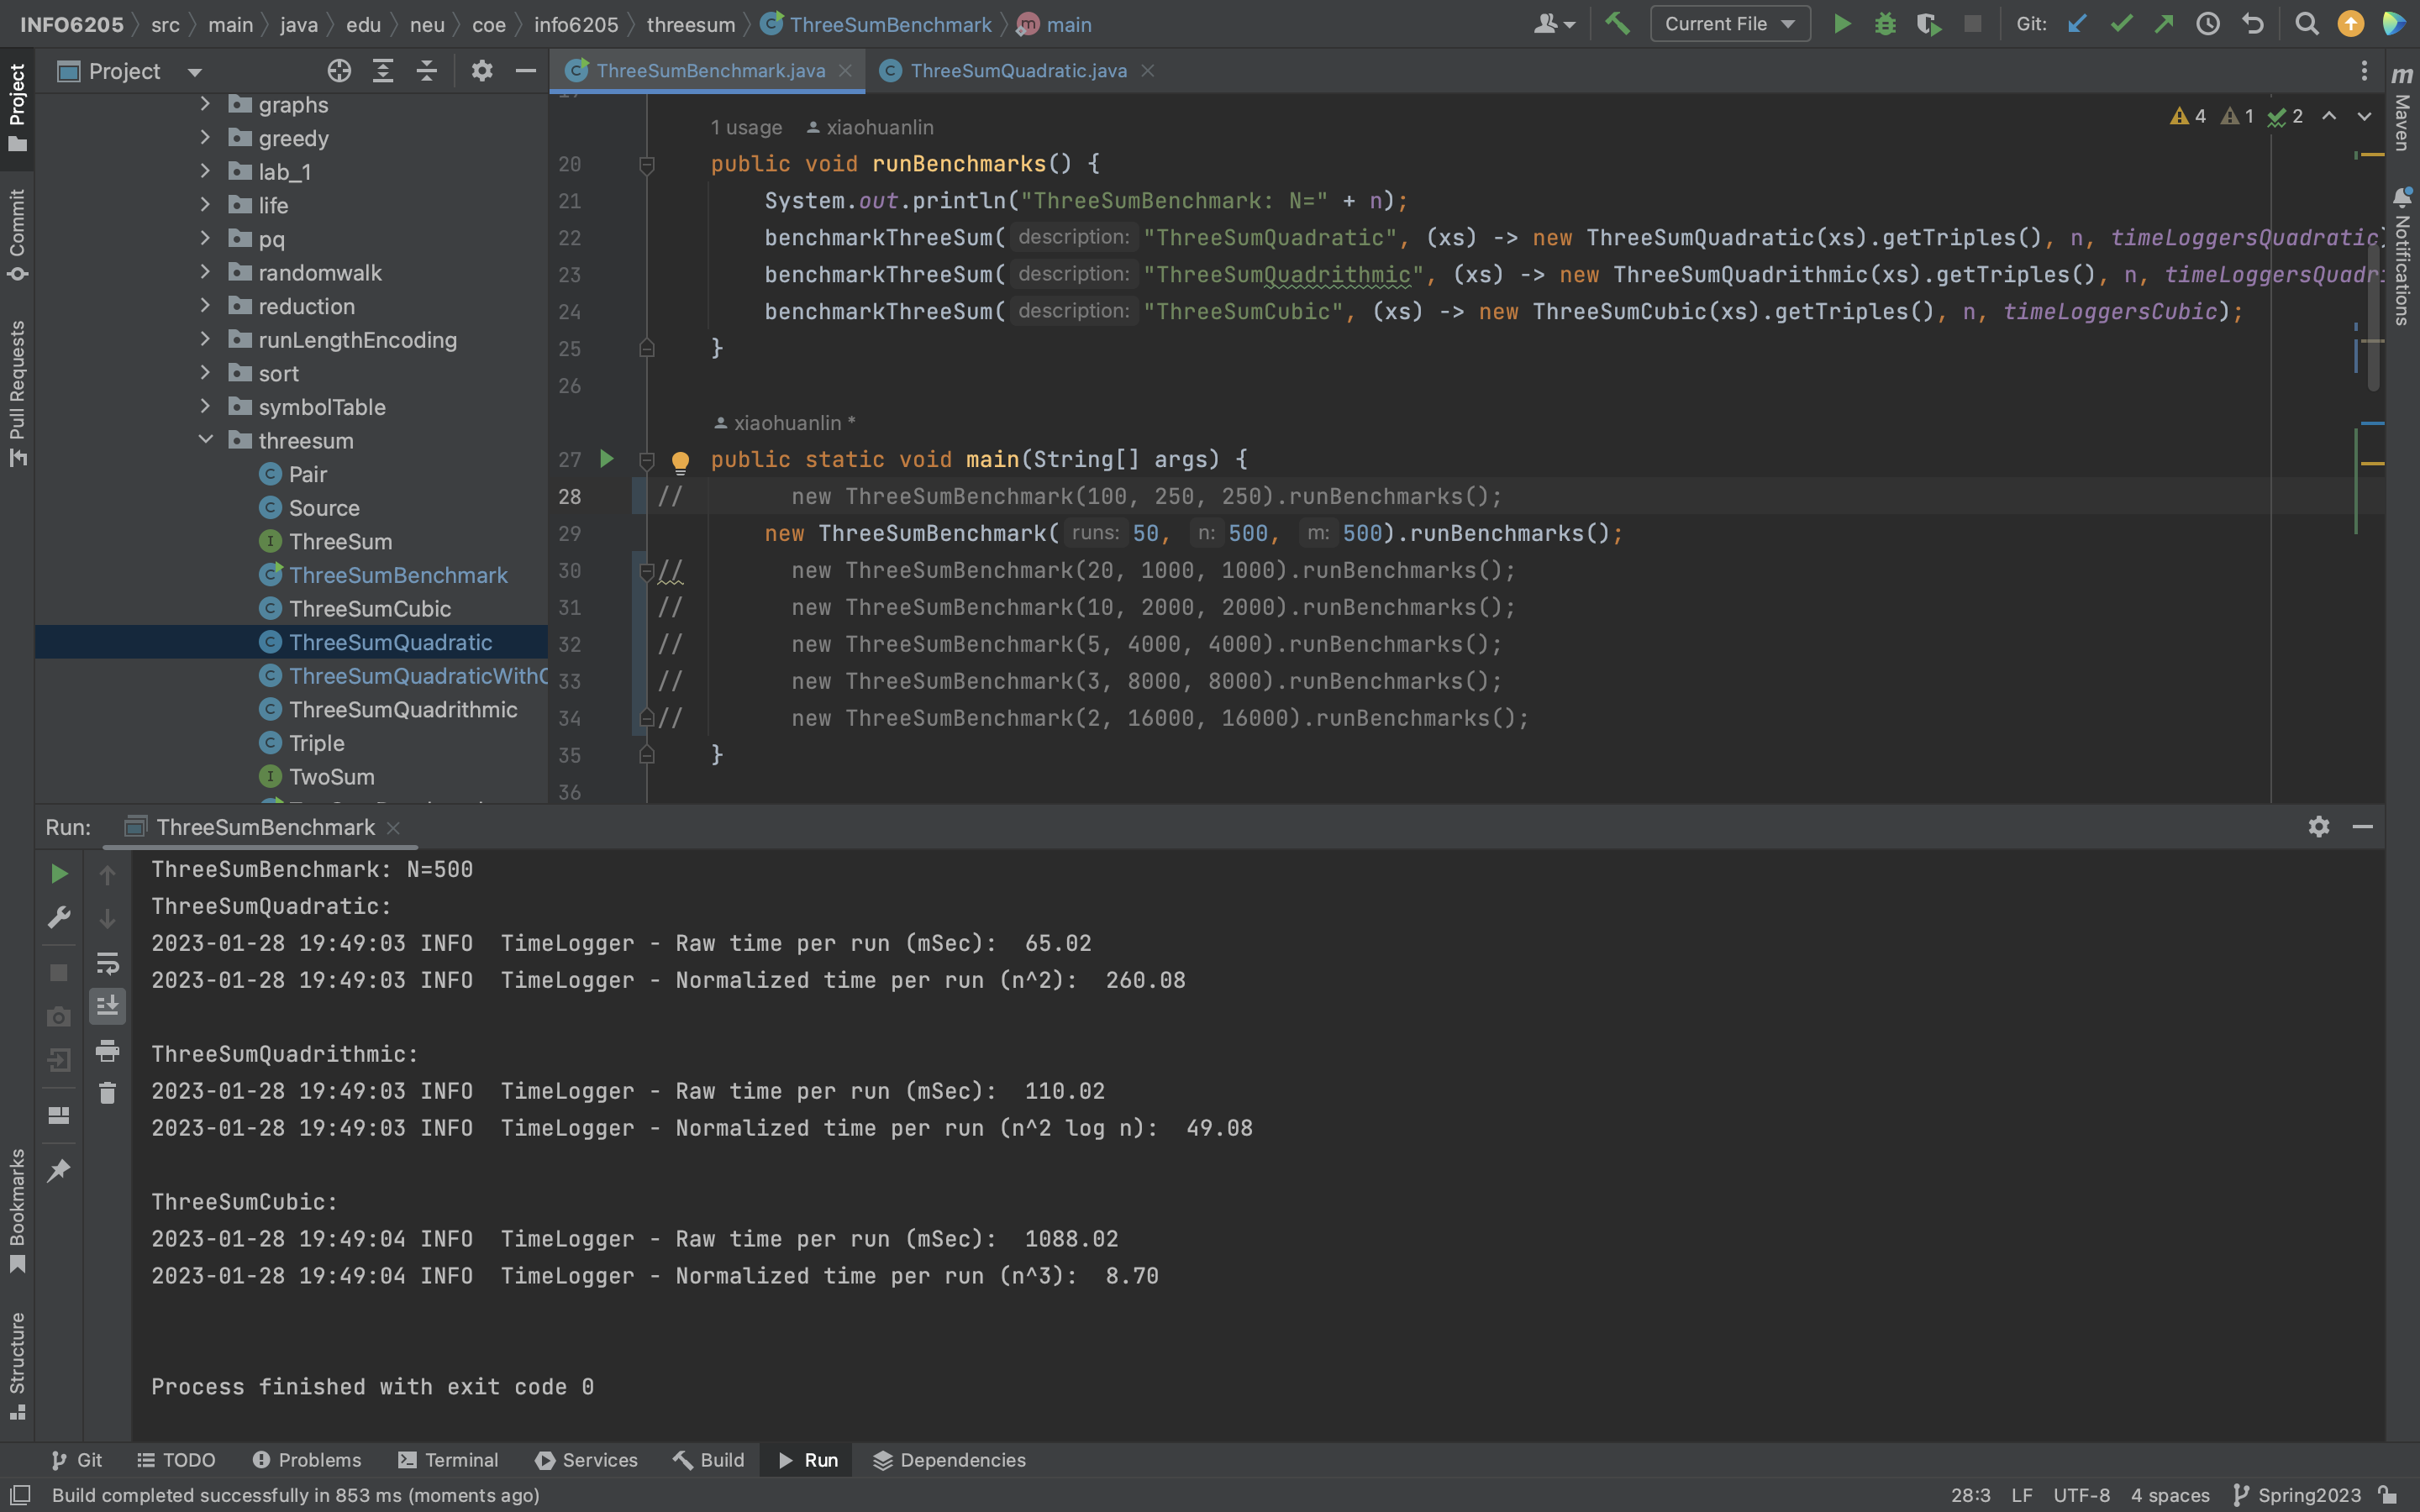 INFO6205 src main java edu neu coe info6205 threesum ThreeSumBenchmark main
Current File
Git:
Project
ThreeSumBenchmark.java
ThreeSumQuadratic.java
Project
Commit
Pull Requests
Bookmarks
Structure
Maven
Notifications
graphs
greedy
lab_1
life
pq
randomwalk
reduction
runLengthEncoding
sort
symbolTable
threesum
Pair
Source
ThreeSum
ThreeSumBenchmark
ThreeSumCubic
ThreeSumQuadratic
ThreeSumQuadraticWithC
ThreeSumQuadrithmic
Triple
TwoSum
4 1 2
1 usage xiaohuanlin
20 public void runBenchmarks() {
21 System.out.println("ThreeSumBenchmark: N=" + n);
22 benchmarkThreeSum( description: "ThreeSumQuadratic", (xs) -> new ThreeSumQuadratic(xs).getTriples(), n, timeLoggersQuadratic)
23 benchmarkThreeSum( description: "ThreeSumQuadrithmic", (xs) -> new ThreeSumQuadrithmic(xs).getTriples(), n, timeLoggersQuadri
24 benchmarkThreeSum( description: "ThreeSumCubic", (xs) -> new ThreeSumCubic(xs).getTriples(), n, timeLoggersCubic);
25 }
26
xiaohuanlin *
27 public static void main(String[] args) {
28 // new ThreeSumBenchmark(100, 250, 250).runBenchmarks();
29 new ThreeSumBenchmark( runs: 50, n: 500, m: 500).runBenchmarks();
30 // new ThreeSumBenchmark(20, 1000, 1000).runBenchmarks();
31 // new ThreeSumBenchmark(10, 2000, 2000).runBenchmarks();
32 // new ThreeSumBenchmark(5, 4000, 4000).runBenchmarks();
33 // new ThreeSumBenchmark(3, 8000, 8000).runBenchmarks();
34 // new ThreeSumBenchmark(2, 16000, 16000).runBenchmarks();
35 }
36
Run: ThreeSumBenchmark
ThreeSumBenchmark: N=500
ThreeSumQuadratic:
2023-01-28 19:49:03 INFO  TimeLogger - Raw time per run (mSec):  65.02
2023-01-28 19:49:03 INFO  TimeLogger - Normalized time per run (n^2):  260.08
ThreeSumQuadrithmic:
2023-01-28 19:49:03 INFO  TimeLogger - Raw time per run (mSec):  110.02
2023-01-28 19:49:03 INFO  TimeLogger - Normalized time per run (n^2 log n):  49.08
ThreeSumCubic:
2023-01-28 19:49:04 INFO  TimeLogger - Raw time per run (mSec):  1088.02
2023-01-28 19:49:04 INFO  TimeLogger - Normalized time per run (n^3):  8.70
Process finished with exit code 0
Git TODO Problems Terminal Services Build Run Dependencies
Build completed successfully in 853 ms (moments ago)
28:3 LF UTF-8 4 spaces Spring2023